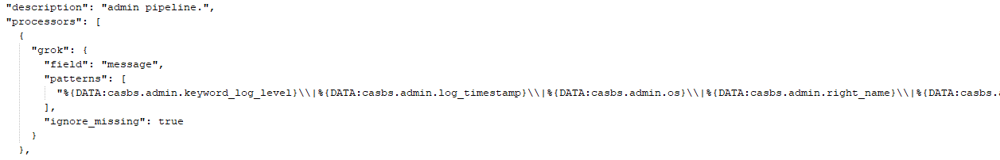 "description": "admin pipeline.",
"processors": [
{
"grok": {
"field": "message",
"patterns": [
"%{DATA:casbs.admin.keyword_log_level}\\|%{DATA:casbs.admin.log_timestamp}\\|%{DATA:casbs.admin.os}\\|%{DATA:casbs.admin.right_name}\\|%{DATA:casbs.
],
"ignore_missing": true
}
},